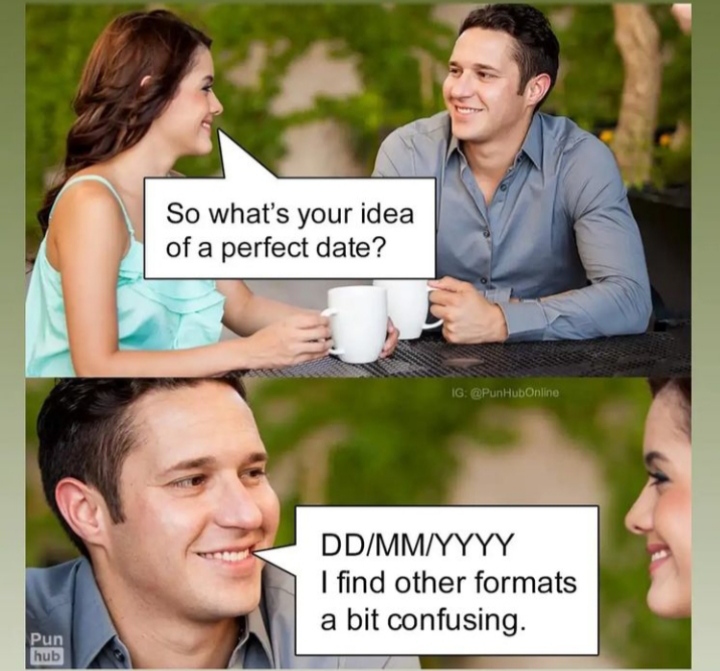 So what's your idea
of a perfect date?
IG: @PunHubOnline
DD/MM/YYYY
I find other formats
a bit confusing.
Pun
hub